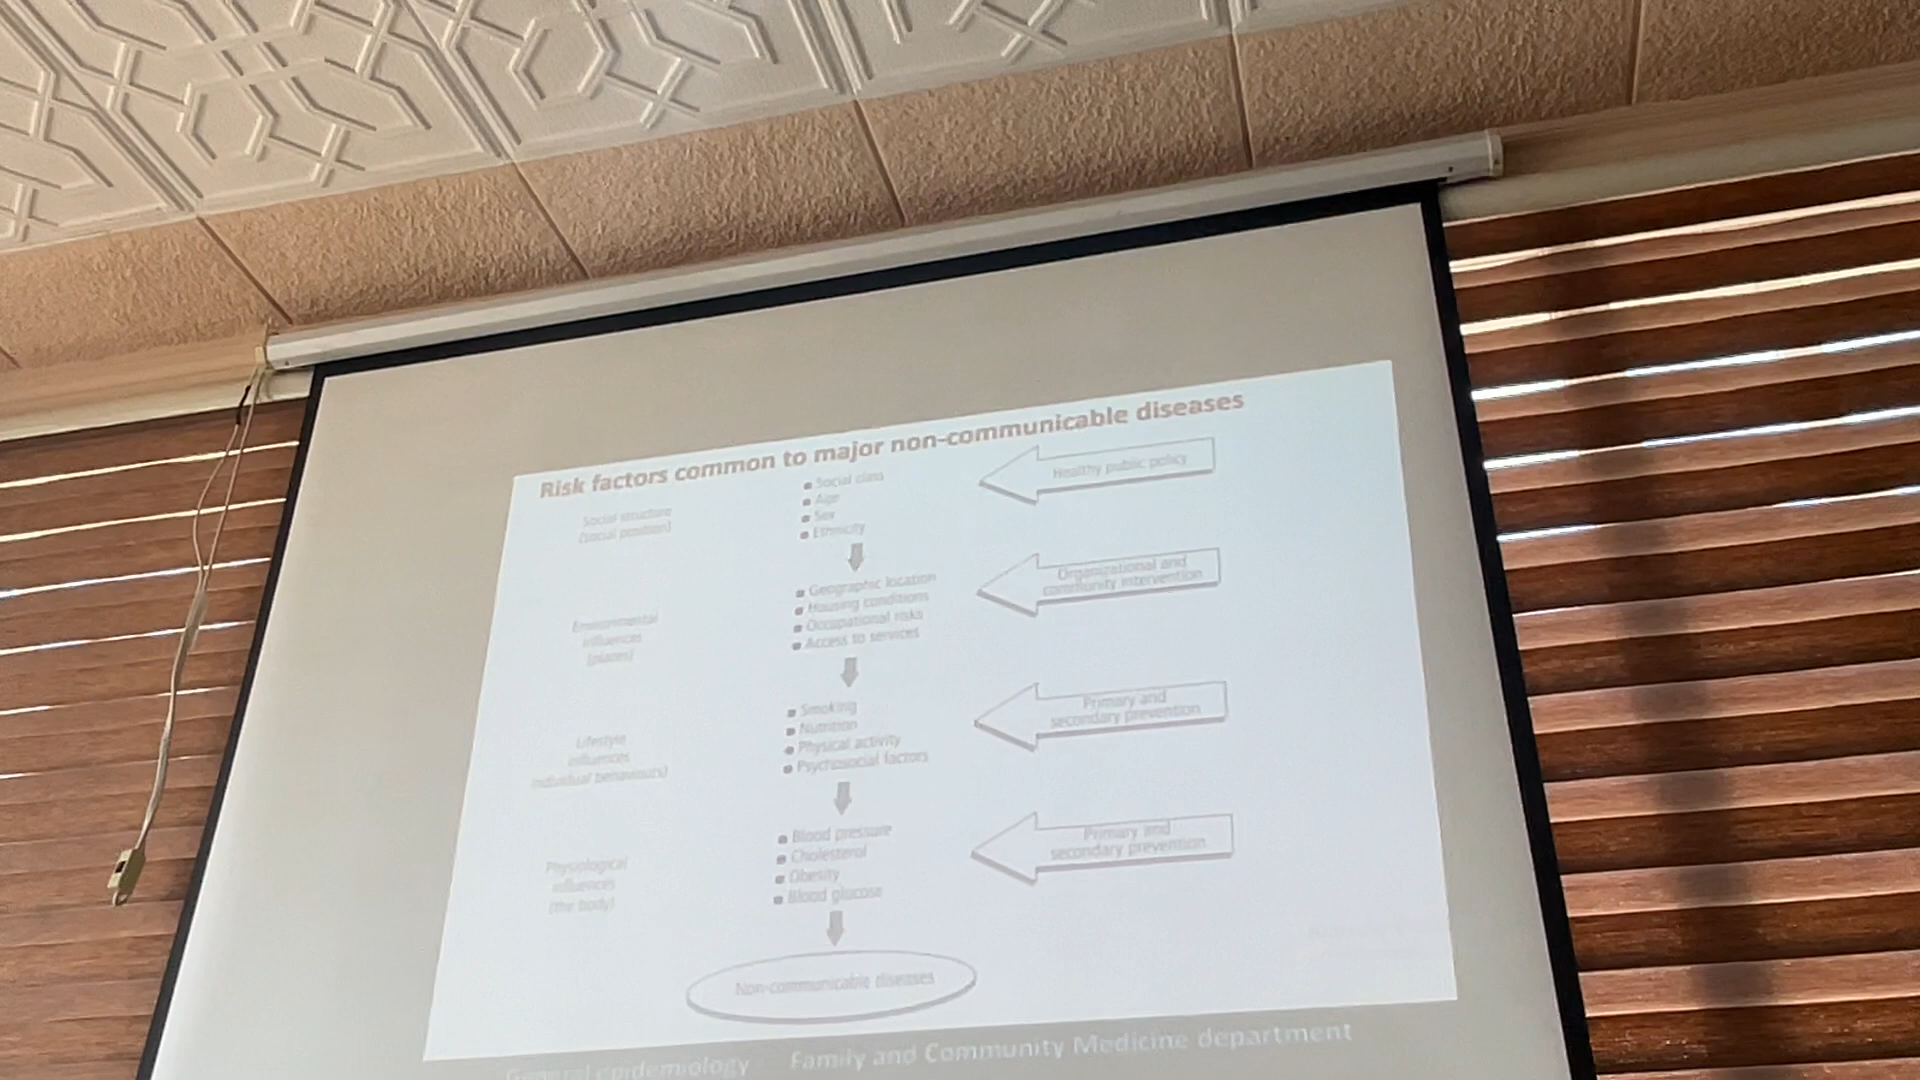 Risk factors common to major non-communicable diseases
Social structure
(social position)
Social class
Age
Sex
Ethnicity
Healthy public policy
Environmental
influences
(places)
Geographic location
Housing conditions
Occupational risks
Access to services
Organizational and
community intervention
Lifestyle
influences
individual behaviours)
Smoking
Nutrition
Physical activity
Psychosocial factors
Primary and
secondary prevention
Physiological
influences
(the body)
Blood pressure
Cholesterol
Obesity
Blood glucose
Primary and
secondary prevention
Non-communicable diseases
General epidemiology Family and Community Medicine department